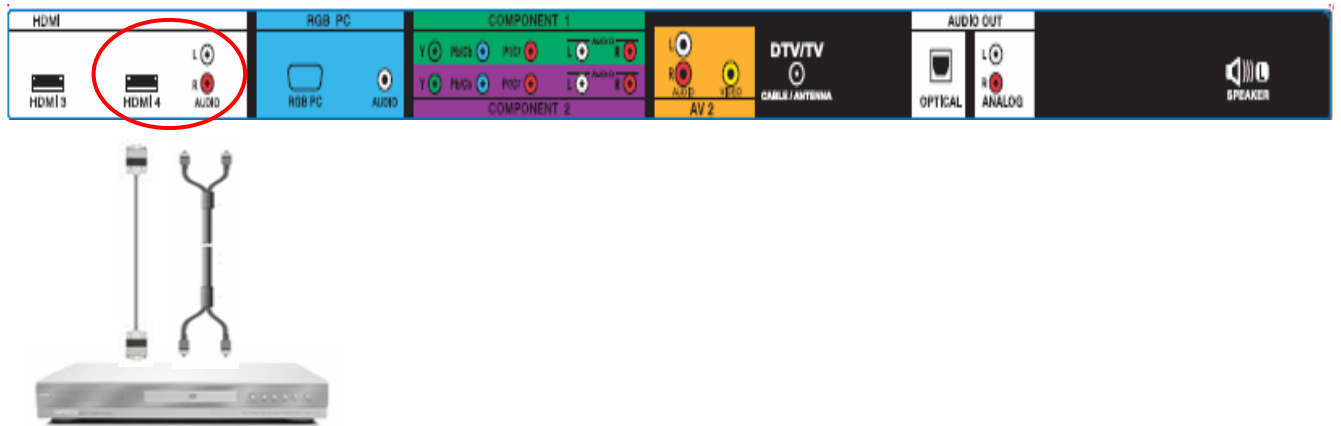 HDMI
HDMI 3
HDMI 4
L
R
AUDIO
RGB PC
RGB PC
AUDIO
COMPONENT 1
Y Pb/Cb Pr/Cr L AUDIO R
Y Pb/Cb Pr/Cr L AUDIO R
COMPONENT 2
L
R
AUDIO VIDEO
AV 2
DTV/TV
CABLE / ANTENNA
AUDIO OUT
OPTICAL
L
R
ANALOG
L
SPEAKER